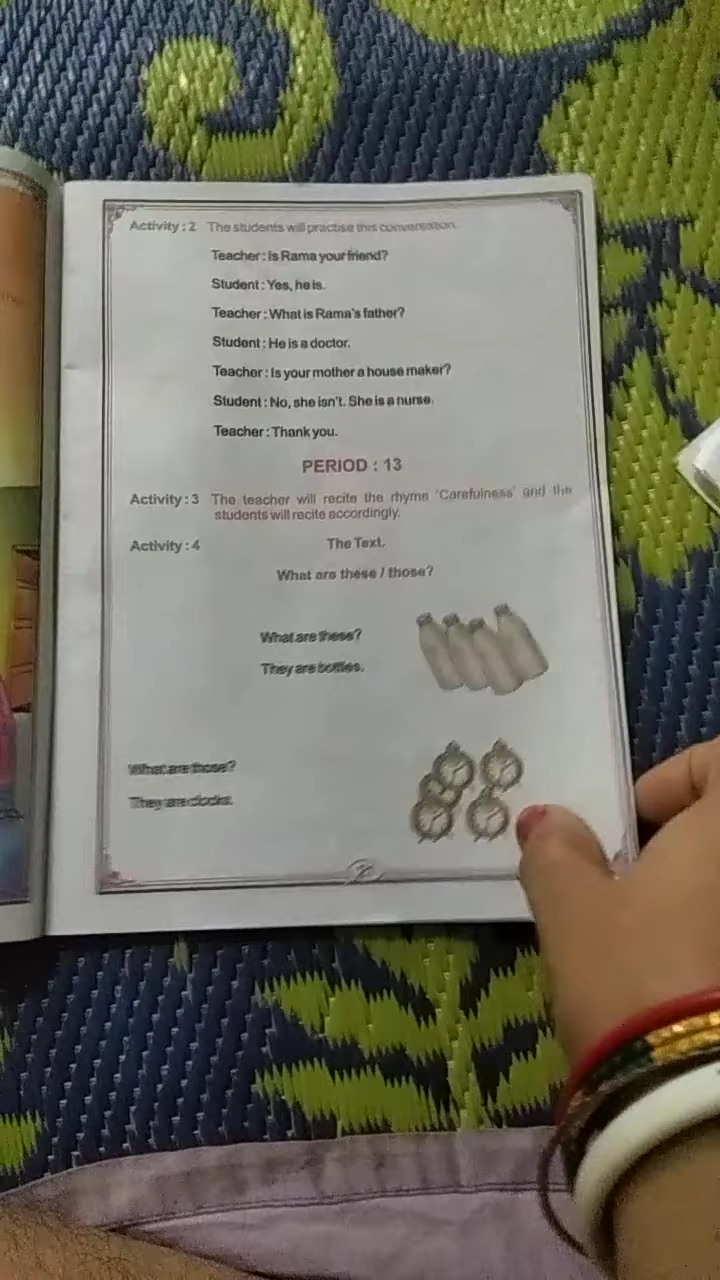 Activity : 2 The students will practise this conversation.
Teacher : Is Rama your friend?
Student : Yes, he is.
Teacher : What is Rama's father?
Student : He is a doctor.
Teacher : Is your mother a house maker?
Student : No, she isn't. She is a nurse.
Teacher : Thank you.
PERIOD : 13
Activity : 3 The teacher will recite the rhyme 'Carefulness' and the
students will recite accordingly.
Activity : 4 The Text.
What are these / those?
What are these?
They are bottles.
What are those?
They are clocks.